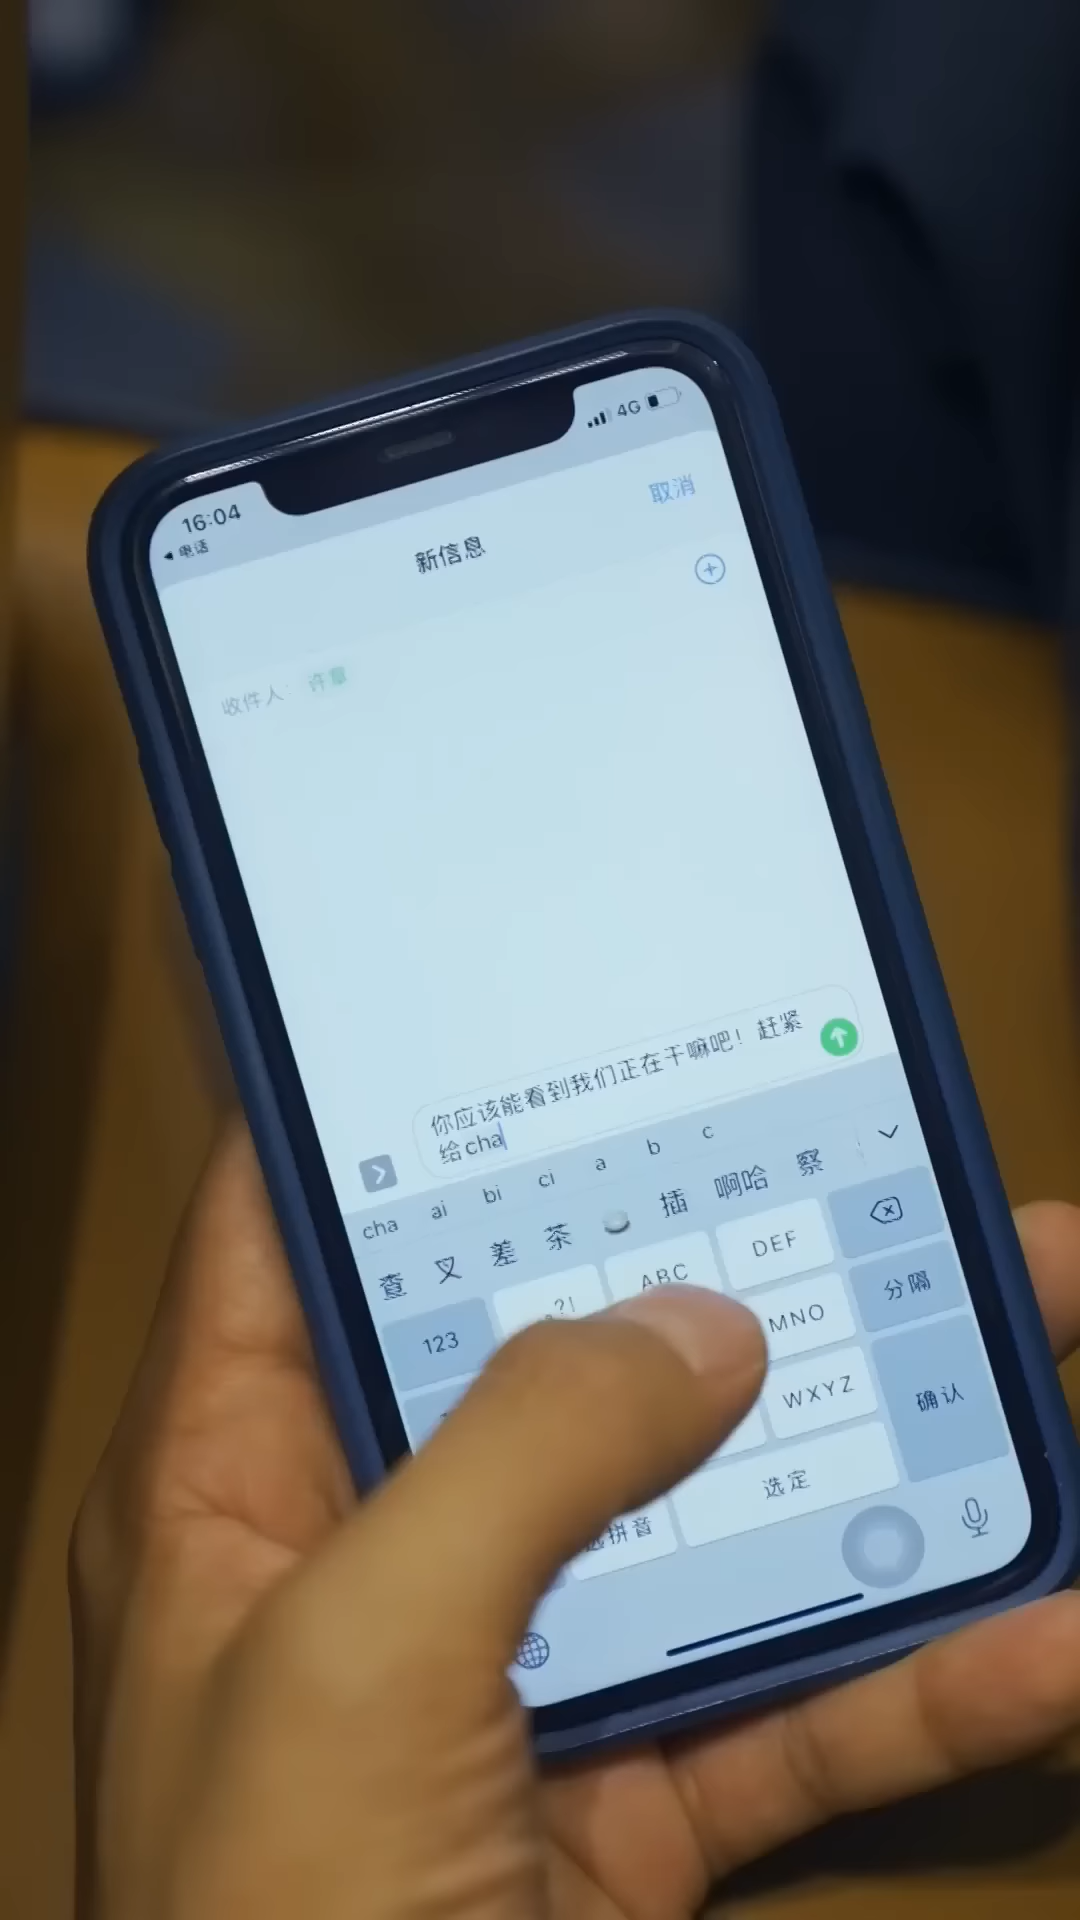 16:04
4G
电话
取消
新信息
收件人：许章
你应该能看到我们正在干嘛吧！赶紧
给cha
cha ai bi ci a b c
查 叉 差 茶 插 啊哈 察
123
?!
ABC
DEF
分隔
MNO
WXYZ
确认
选拼音
选定